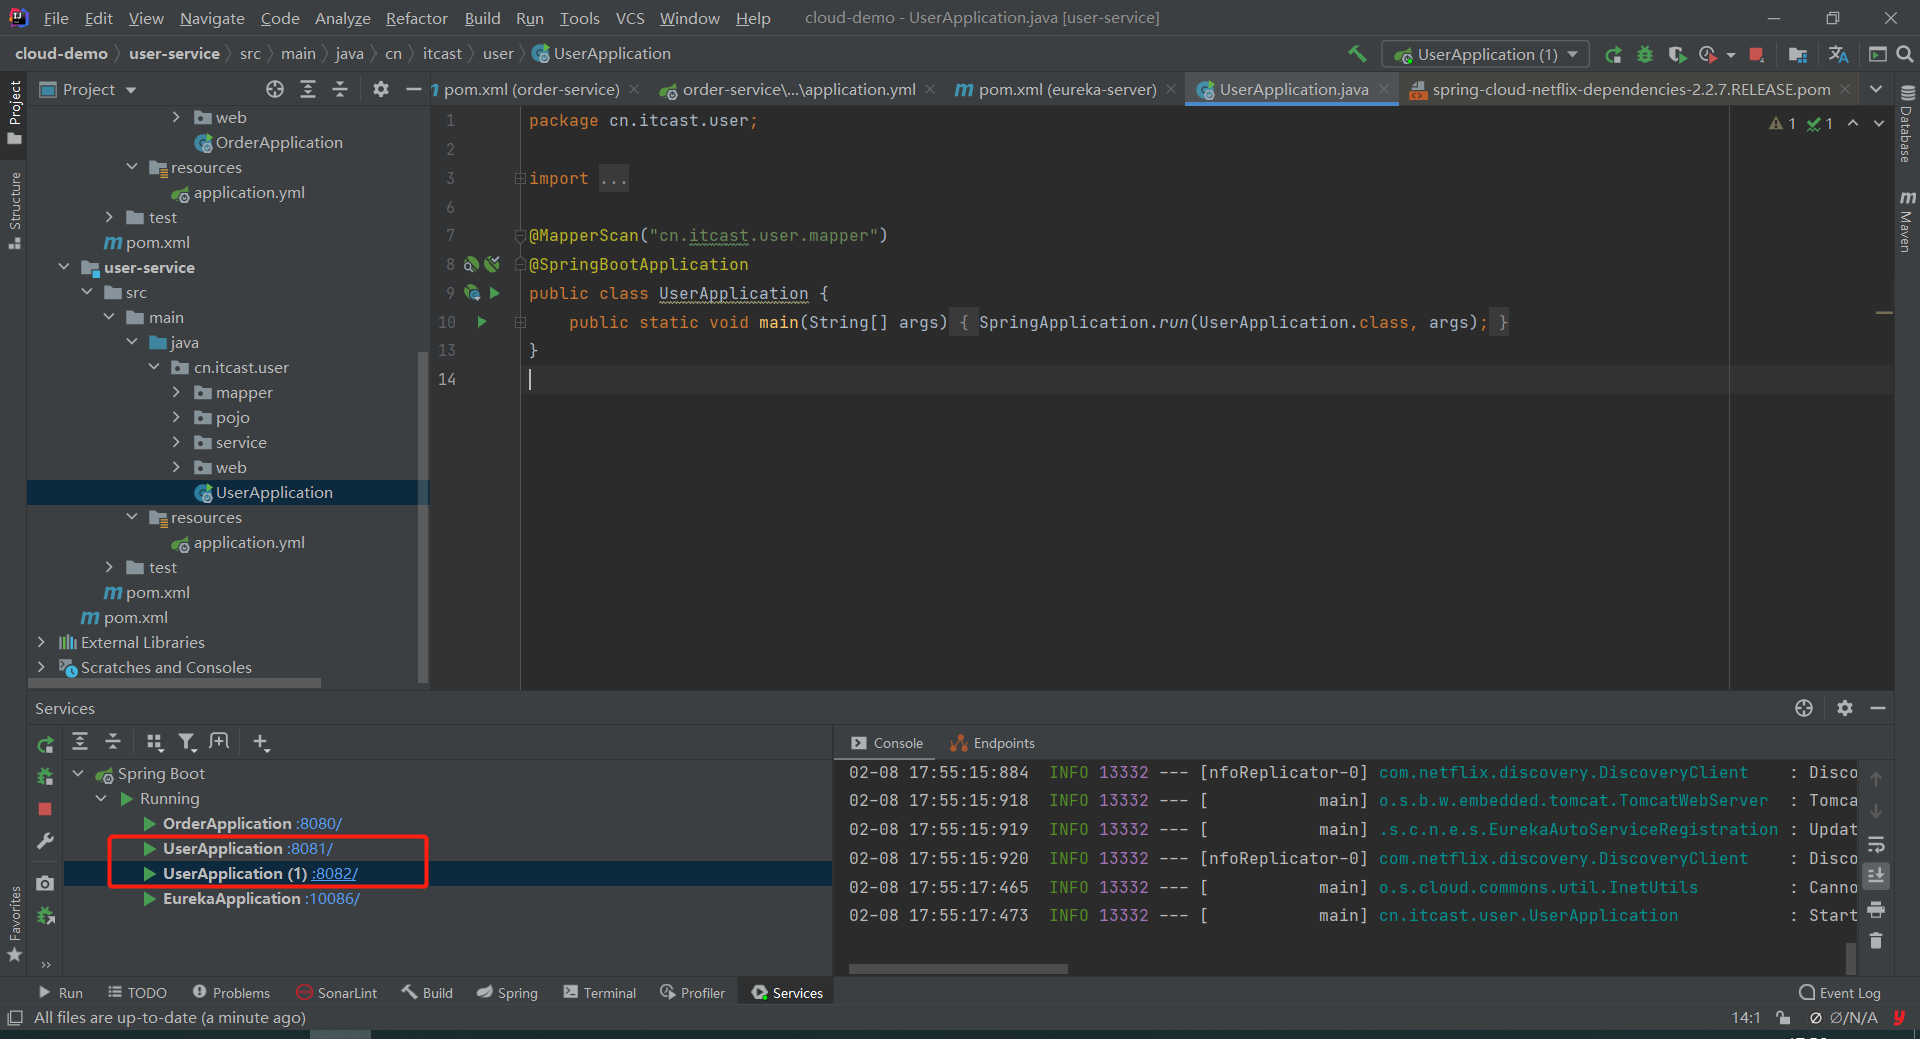 File Edit View Navigate Code Analyze Refactor Build Run Tools VCS Window Help cloud-demo - UserApplication.java [user-service]
cloud-demo user-service src main java cn itcast user UserApplication UserApplication (1)
Project pom.xml (order-service) order-service\...\application.yml pom.xml (eureka-server) UserApplication.java spring-cloud-netflix-dependencies-2.2.7.RELEASE.pom
Project
Structure
Favorites
web
OrderApplication
resources
application.yml
test
pom.xml
user-service
src
main
java
cn.itcast.user
mapper
pojo
service
web
UserApplication
resources
application.yml
test
pom.xml
pom.xml
External Libraries
Scratches and Consoles
1 package cn.itcast.user;
2
3 import ...
6
7 @MapperScan("cn.itcast.user.mapper")
8 @SpringBootApplication
9 public class UserApplication {
10 public static void main(String[] args) { SpringApplication.run(UserApplication.class, args); }
13 }
14
1 1
Database
Maven
Services
Spring Boot
Running
OrderApplication :8080/
UserApplication :8081/
UserApplication (1) :8082/
EurekaApplication :10086/
Console Endpoints
02-08 17:55:15:884 INFO 13332 --- [nfoReplicator-0] com.netflix.discovery.DiscoveryClient : Disco
02-08 17:55:15:918 INFO 13332 --- [ main] o.s.b.w.embedded.tomcat.TomcatWebServer : Tomca
02-08 17:55:15:919 INFO 13332 --- [ main] .s.c.n.e.s.EurekaAutoServiceRegistration : Updat
02-08 17:55:15:920 INFO 13332 --- [nfoReplicator-0] com.netflix.discovery.DiscoveryClient : Disco
02-08 17:55:17:465 INFO 13332 --- [ main] o.s.cloud.commons.util.InetUtils : Canno
02-08 17:55:17:473 INFO 13332 --- [ main] cn.itcast.user.UserApplication : Start
Run TODO Problems SonarLint Build Spring Terminal Profiler Services Event Log
All files are up-to-date (a minute ago) 14:1 Ø/N/A